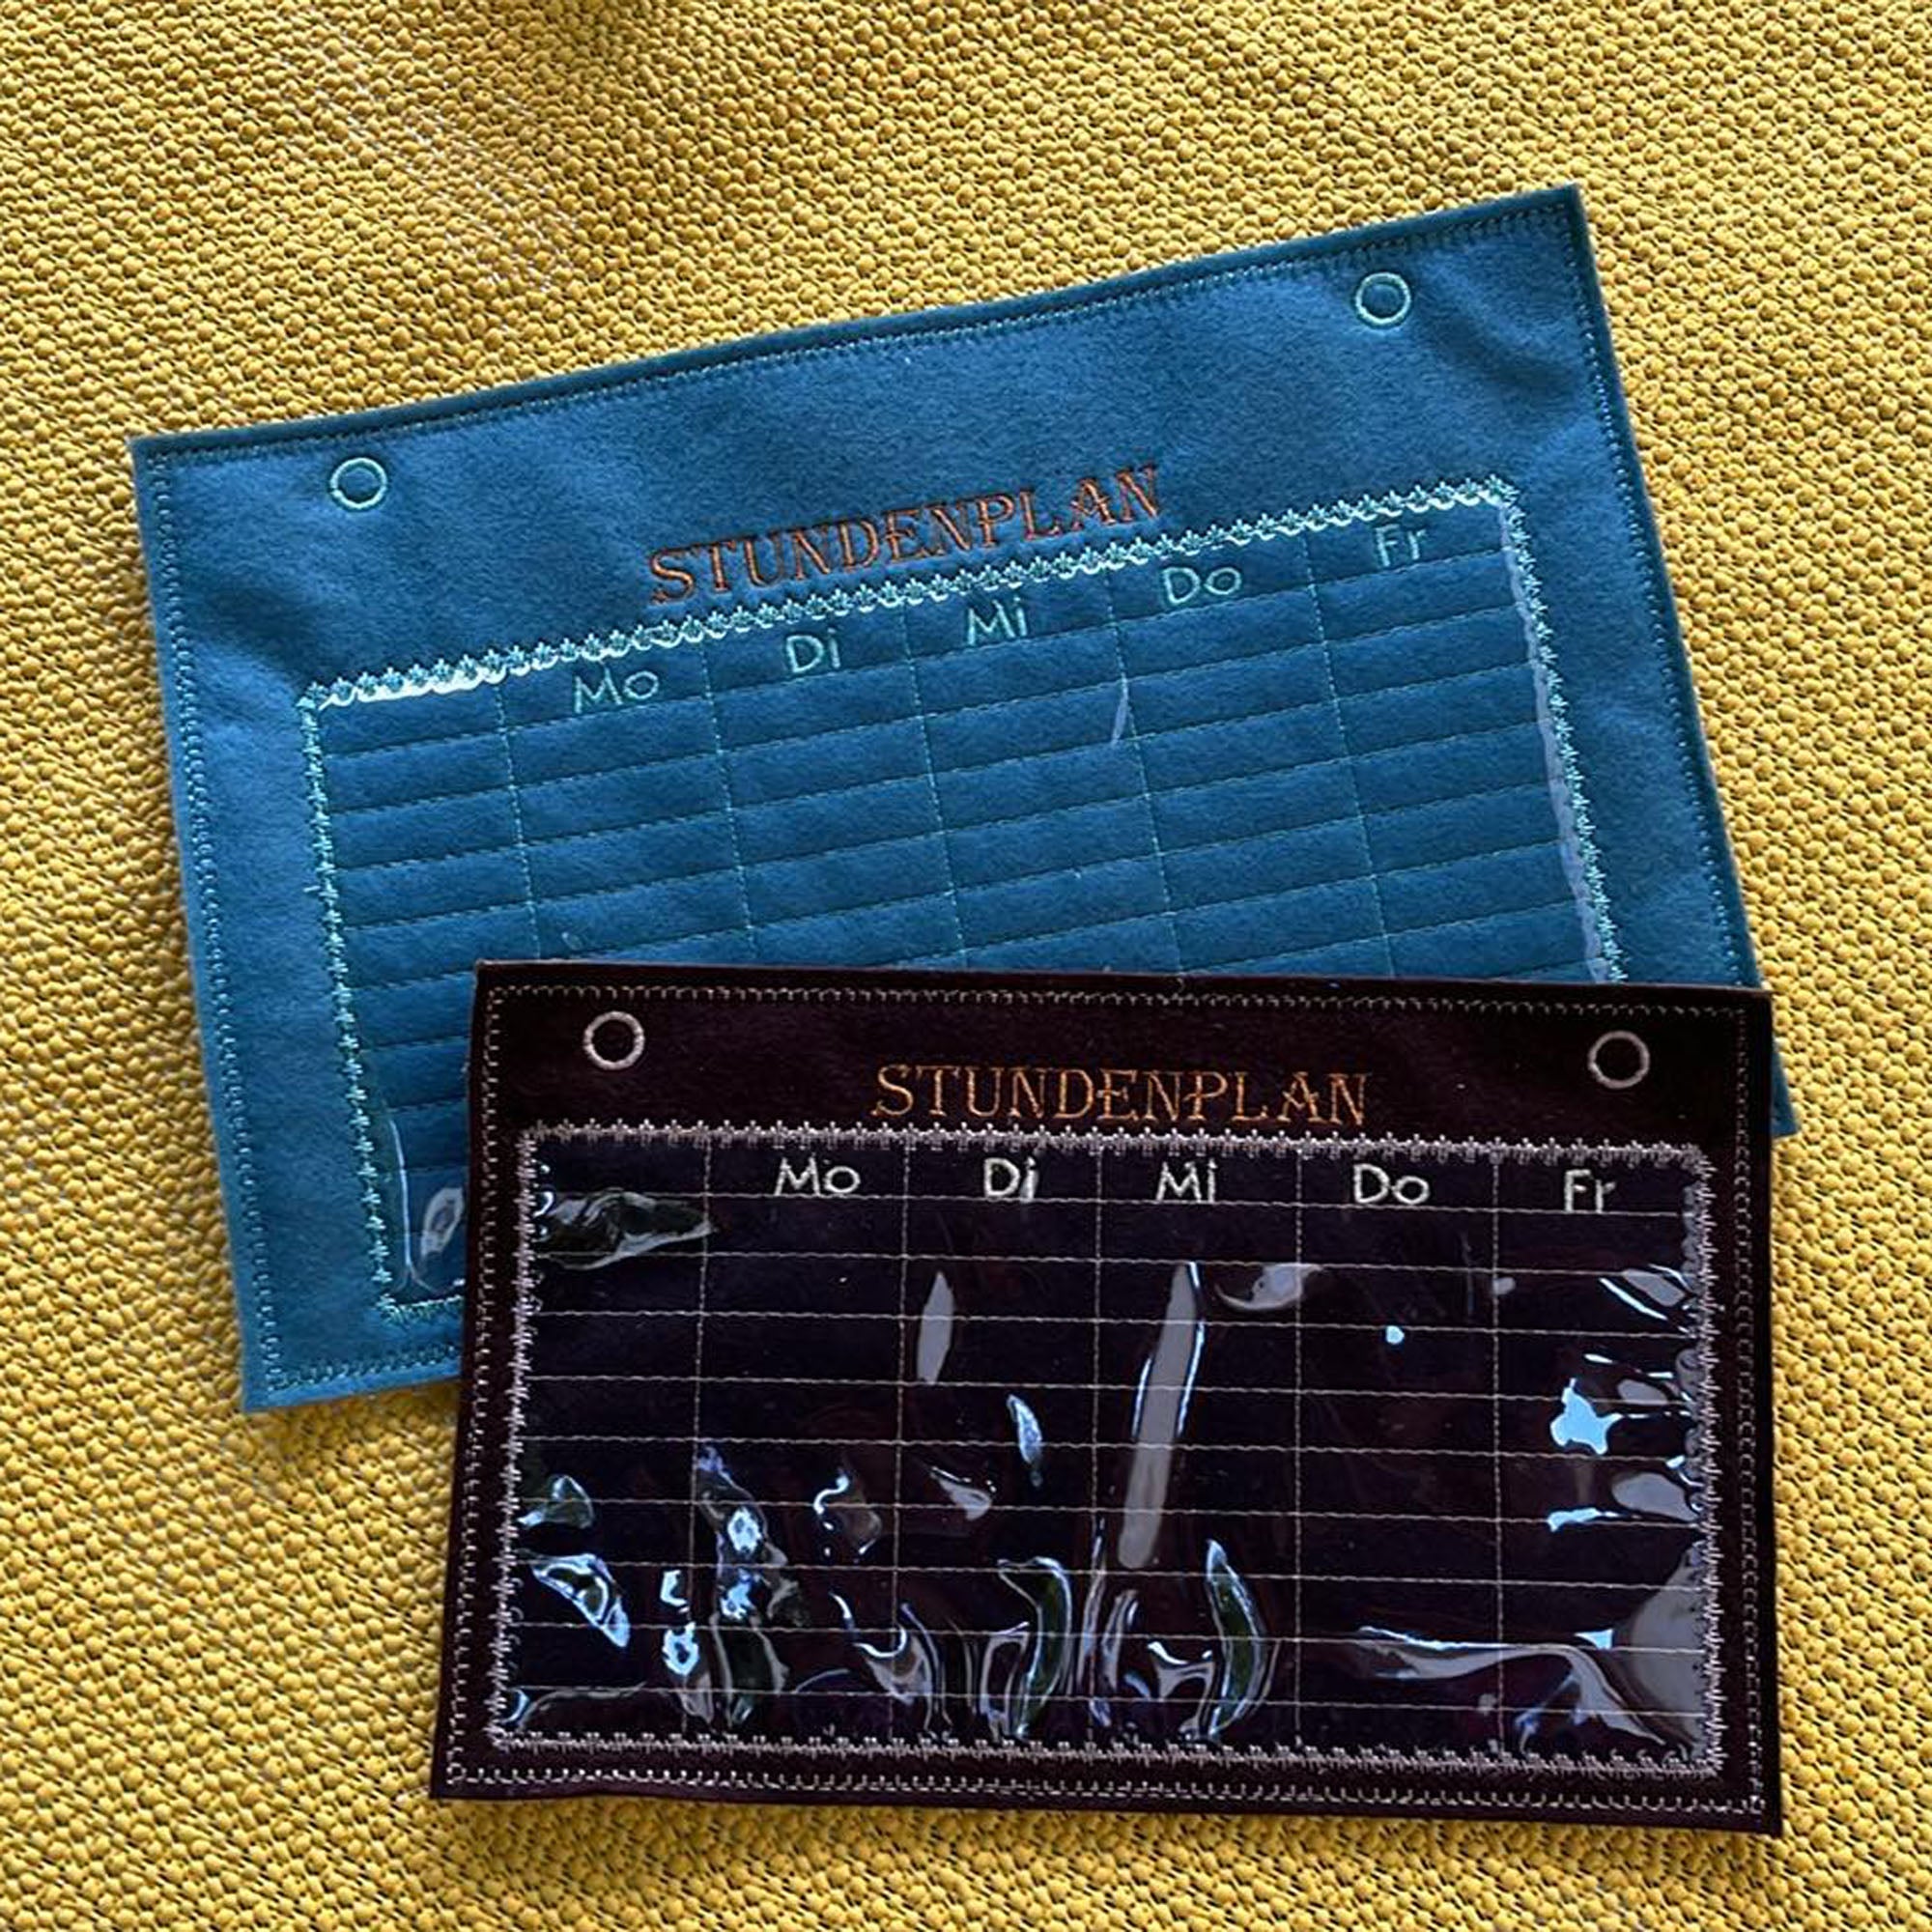 STUNDENPLAN
Mo Di Mi Do Fr
STUNDENPLAN
Mo Di Mi Do Fr